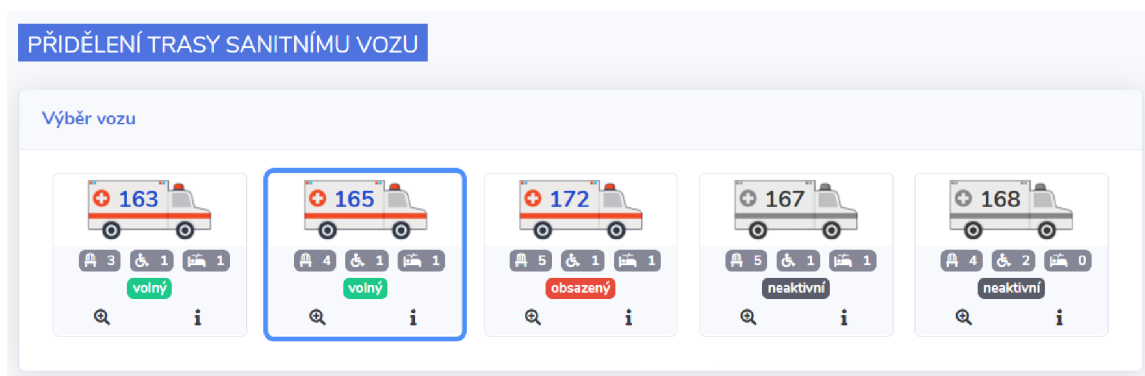 PŘIDĚLENÍ TRASY SANITNÍMU VOZU
Výběr vozu
163 165 172 167 168
3 1 1 4 1 1 5 1 1 5 1 1 4 2 0
volný volný obsazený neaktivní neaktivní
i i i i i